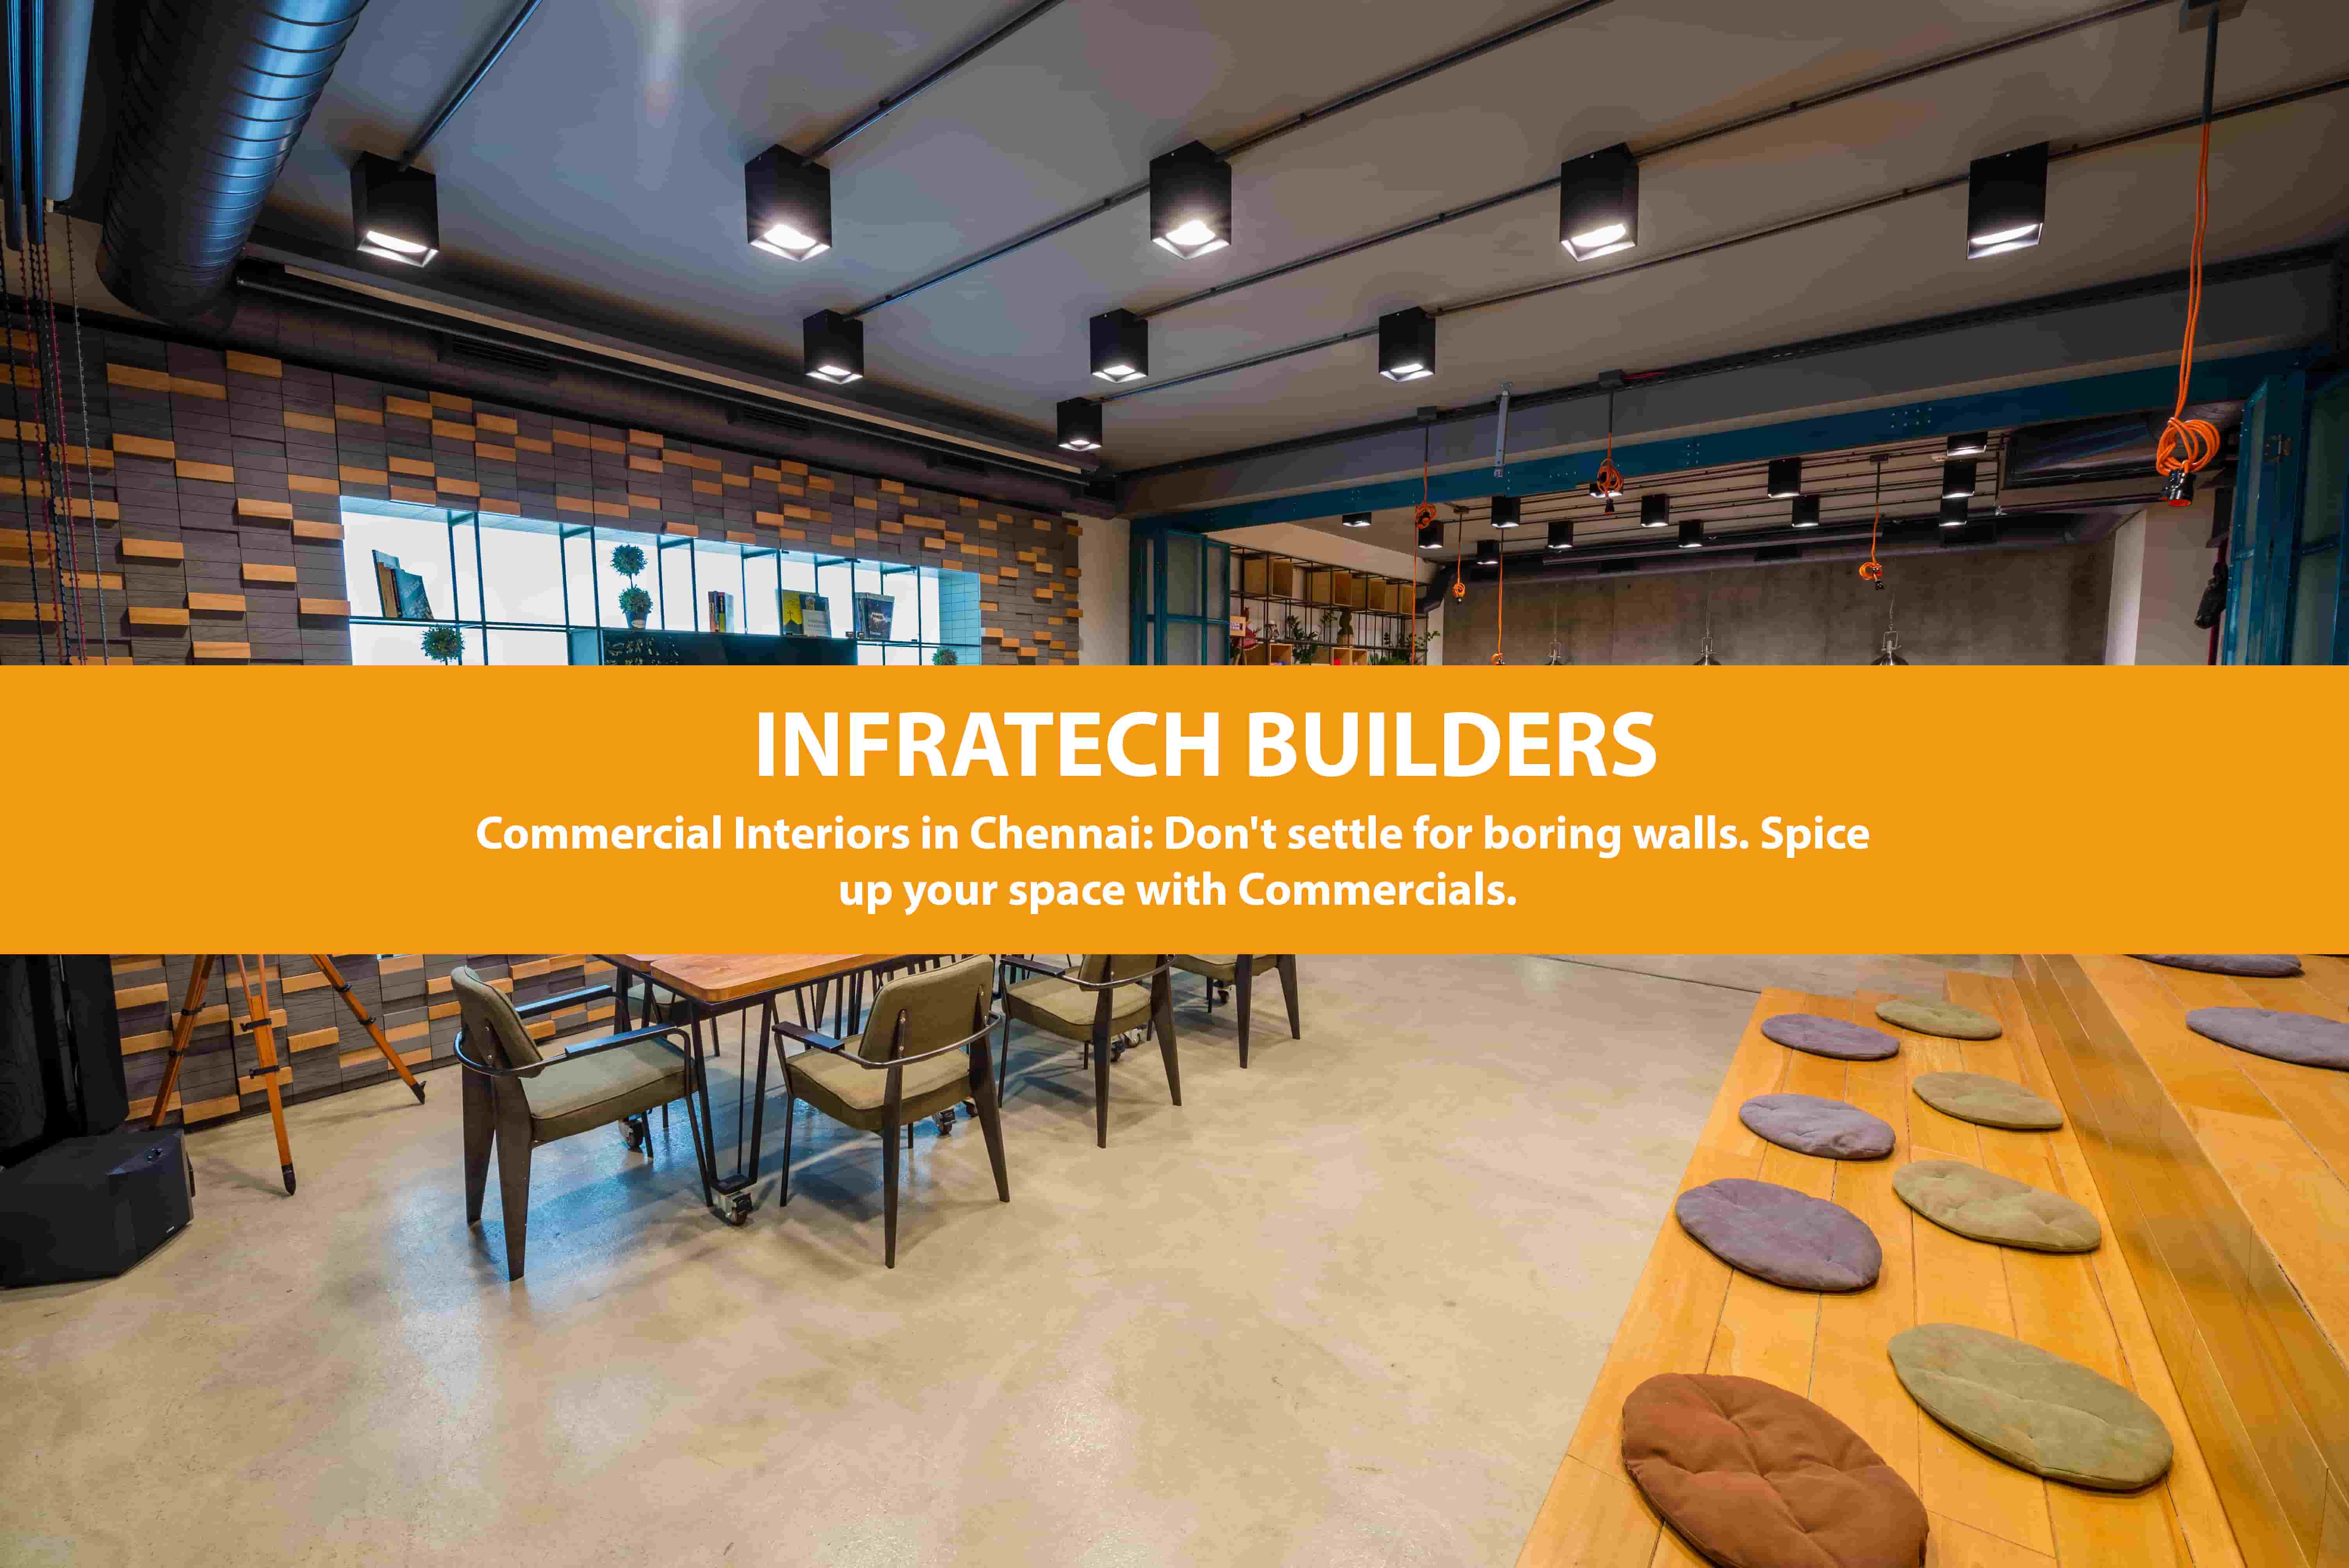 INFRATECH BUILDERS
Commercial Interiors in Chennai: Don't settle for boring walls. Spice
up your space with Commercials.